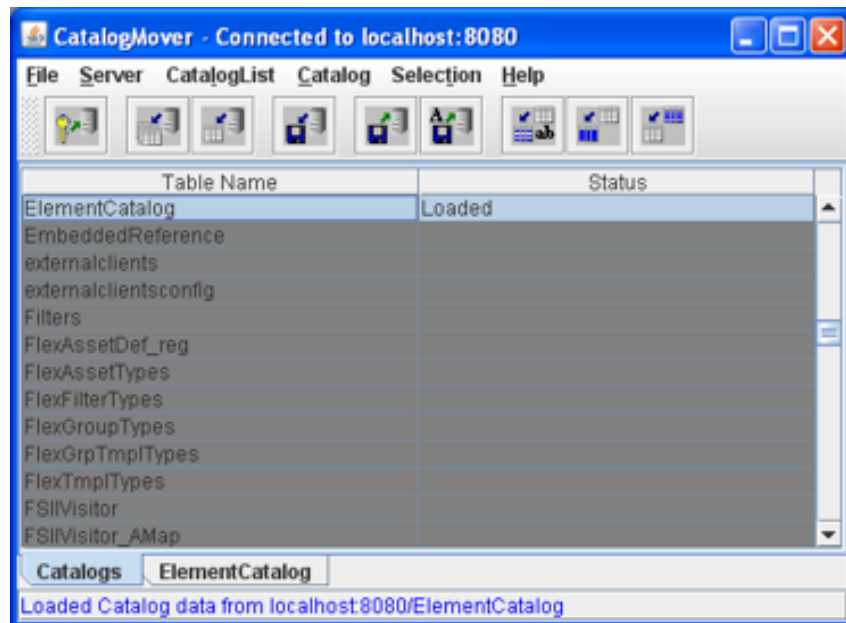 CatalogMover - Connected to localhost:8080
File Server CatalogList Catalog Selection Help
A
ab
Table Name Status
ElementCatalog Loaded
EmbeddedReference
externalclients
externalclientsconfig
Filters
FlexAssetDef_reg
FlexAssetTypes
FlexFilterTypes
FlexGroupTypes
FlexGrpTmplTypes
FlexTmplTypes
FSIIVisitor
FSIIVisitor_AMap
Catalogs ElementCatalog
Loaded Catalog data from localhost:8080/ElementCatalog